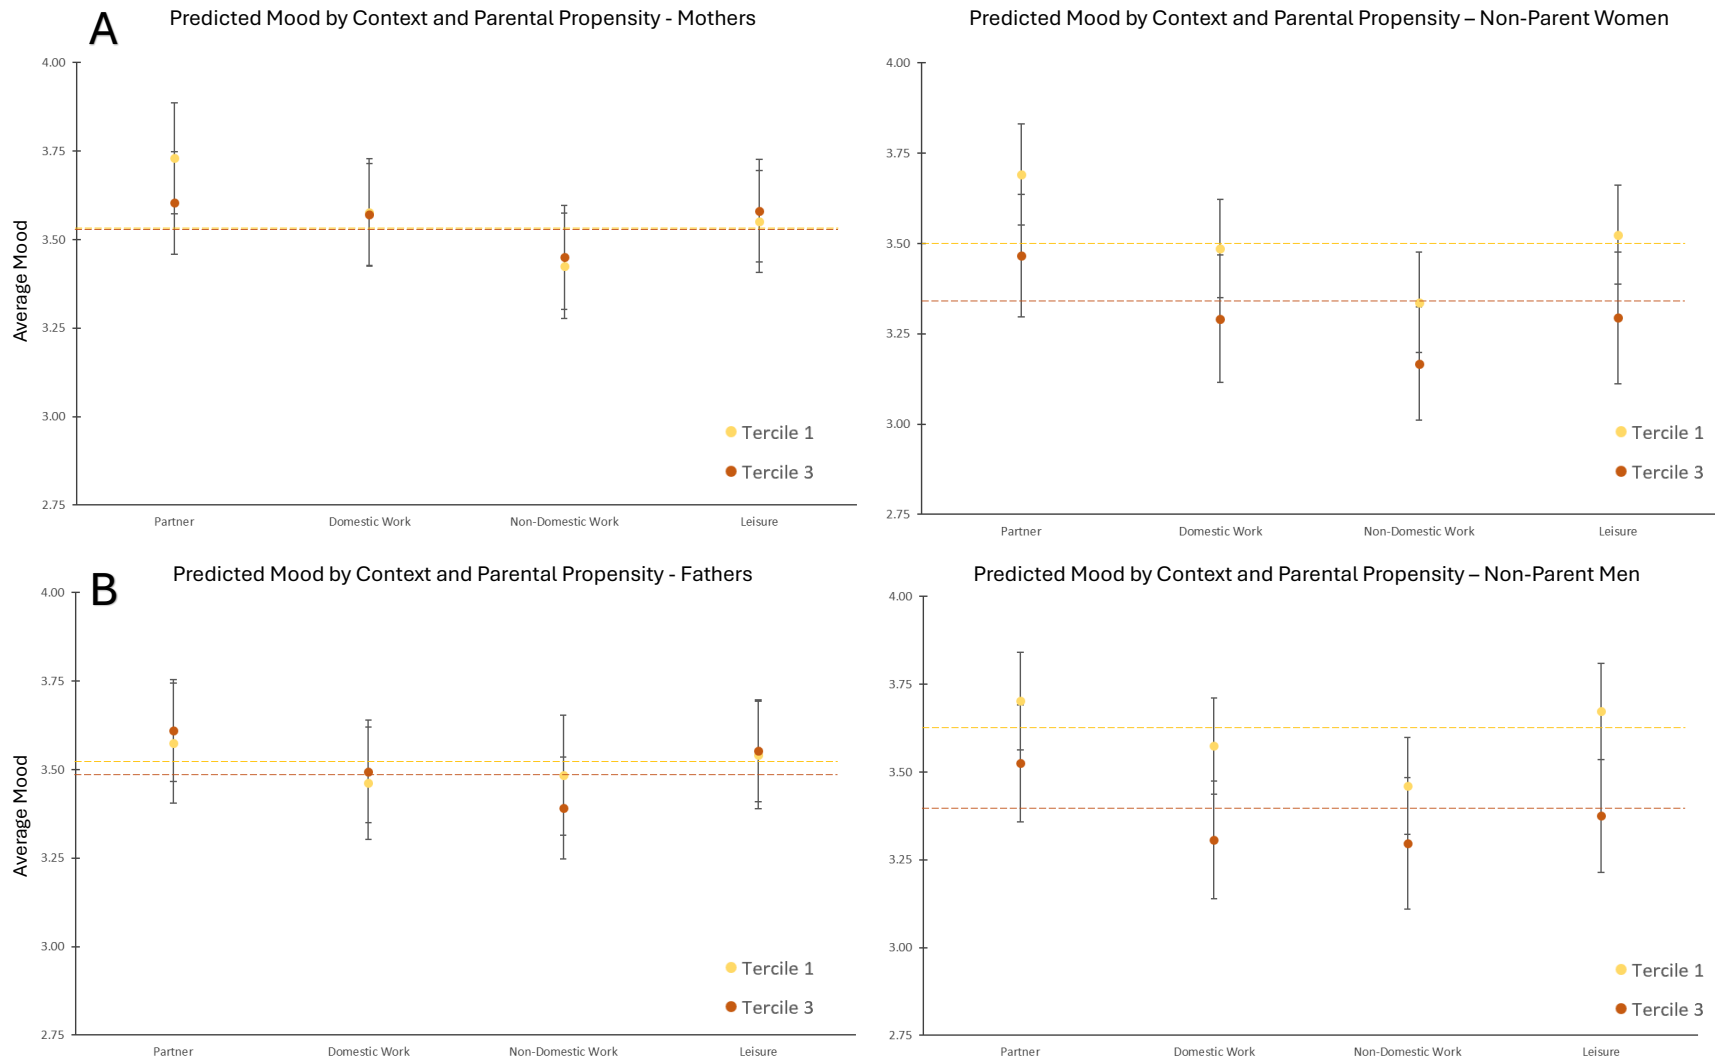 A
Predicted Mood by Context and Parental Propensity - Mothers
4.00
3.75
3.50
3.25
3.00
2.75
Average Mood
Tercile 1
Tercile 3
Partner
Domestic Work
Non-Domestic Work
Leisure
Predicted Mood by Context and Parental Propensity – Non-Parent Women
4.00
3.75
3.50
3.25
3.00
2.75
Tercile 1
Tercile 3
Partner
Domestic Work
Non-Domestic Work
Leisure
B
Predicted Mood by Context and Parental Propensity - Fathers
4.00
3.75
3.50
3.25
3.00
2.75
Average Mood
Tercile 1
Tercile 3
Partner
Domestic Work
Non-Domestic Work
Leisure
Predicted Mood by Context and Parental Propensity – Non-Parent Men
4.00
3.75
3.50
3.25
3.00
2.75
Tercile 1
Tercile 3
Partner
Domestic Work
Non-Domestic Work
Leisure